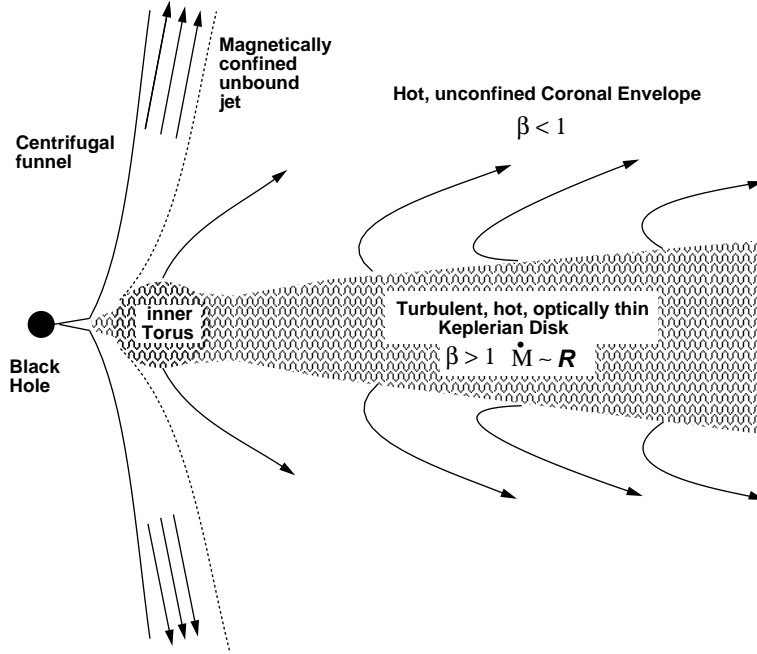 Magnetically
confined
unbound
jet
Hot, unconfined Coronal Envelope
β < 1
Centrifugal
funnel
inner
Torus
Turbulent, hot, optically thin
Keplerian Disk
β > 1 Ṁ ~ R
Black
Hole